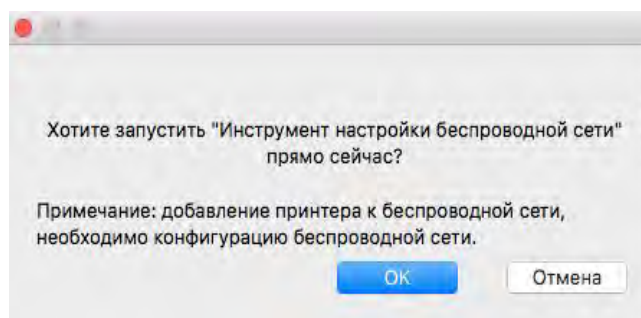 Хотите запустить "Инструмент настройки беспроводной сети"
прямо сейчас?
Примечание: добавление принтера к беспроводной сети,
необходимо конфигурацию беспроводной сети.
OK
Отмена